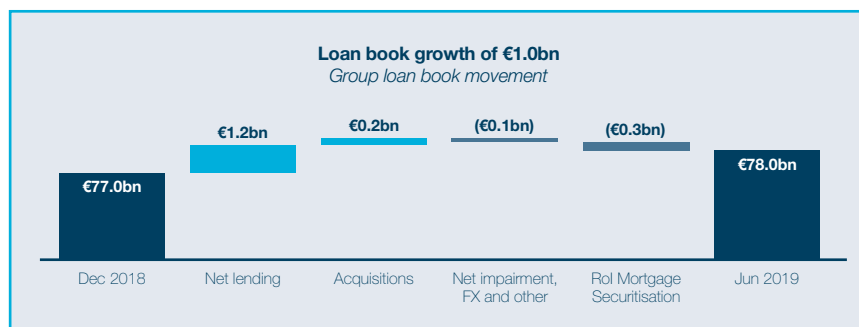 Loan book growth of €1.0bn
Group loan book movement
€1.2bn
€0.2bn
(€0.1bn)
(€0.3bn)
€77.0bn
€78.0bn
Dec 2018
Net lending
Acquisitions
Net impairment,
FX and other
RoI Mortgage
Securitisation
Jun 2019